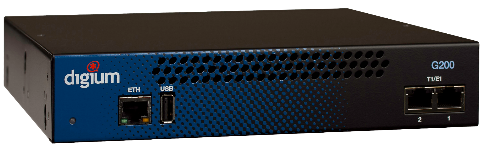 digium
G200
ETH
USB
T1/E1
2
1